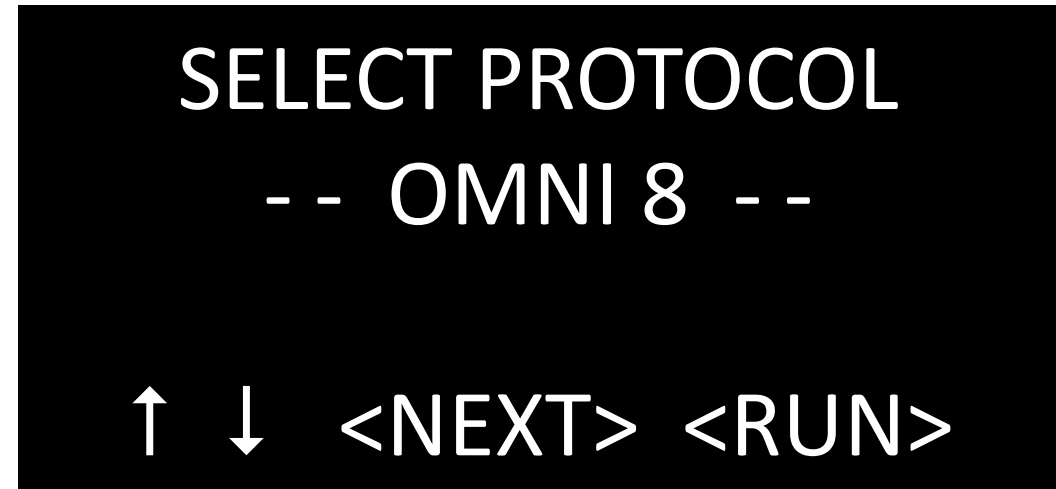 SELECT PROTOCOL
- - OMNI 8 - -
↑ ↓ <NEXT> <RUN>